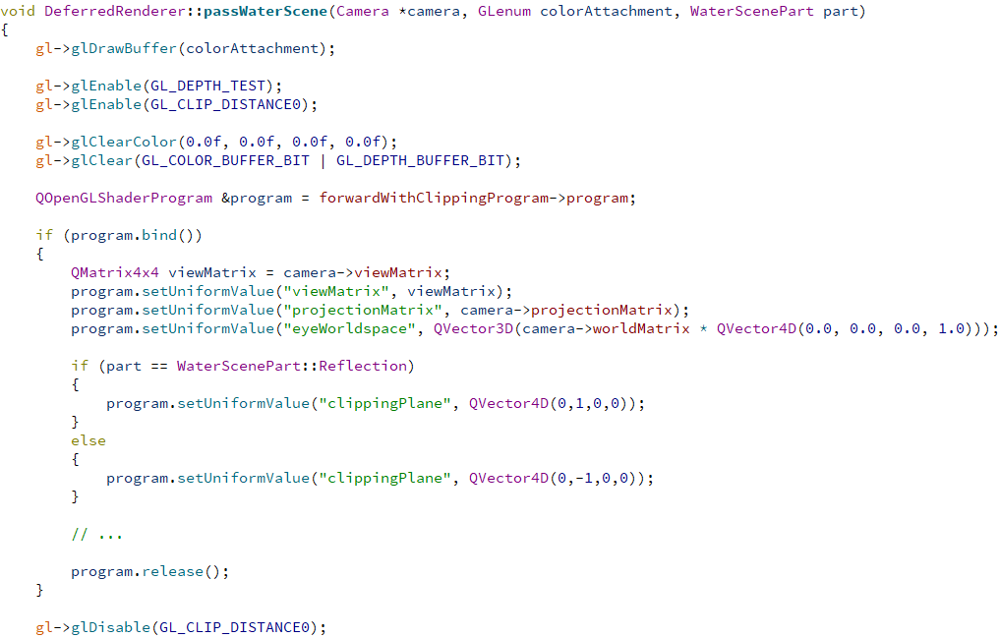 void DeferredRenderer::passWaterScene(Camera *camera, GLenum colorAttachment, WaterScenePart part)
{
    gl->glDrawBuffer(colorAttachment);

    gl->glEnable(GL_DEPTH_TEST);
    gl->glEnable(GL_CLIP_DISTANCE0);

    gl->glClearColor(0.0f, 0.0f, 0.0f, 0.0f);
    gl->glClear(GL_COLOR_BUFFER_BIT | GL_DEPTH_BUFFER_BIT);

    QOpenGLShaderProgram &program = forwardWithClippingProgram->program;

    if (program.bind())
    {
        QMatrix4x4 viewMatrix = camera->viewMatrix;
        program.setUniformValue("viewMatrix", viewMatrix);
        program.setUniformValue("projectionMatrix", camera->projectionMatrix);
        program.setUniformValue("eyeWorldspace", QVector3D(camera->worldMatrix * QVector4D(0.0, 0.0, 0.0, 1.0)));

        if (part == WaterScenePart::Reflection)
        {
            program.setUniformValue("clippingPlane", QVector4D(0,1,0,0));
        }
        else
        {
            program.setUniformValue("clippingPlane", QVector4D(0,-1,0,0));
        }

        // ...

        program.release();
    }

    gl->glDisable(GL_CLIP_DISTANCE0);